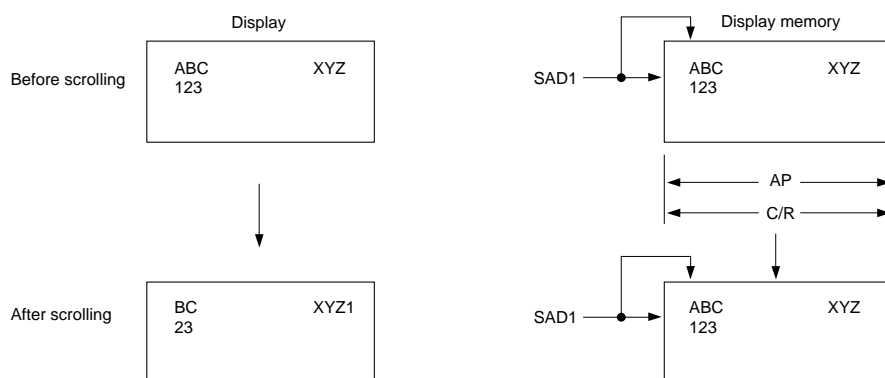 Display
Display memory
Before scrolling
ABC
XYZ
123
SAD1
ABC
XYZ
123
AP
C/R
After scrolling
BC
XYZ1
23
SAD1
ABC
XYZ
123